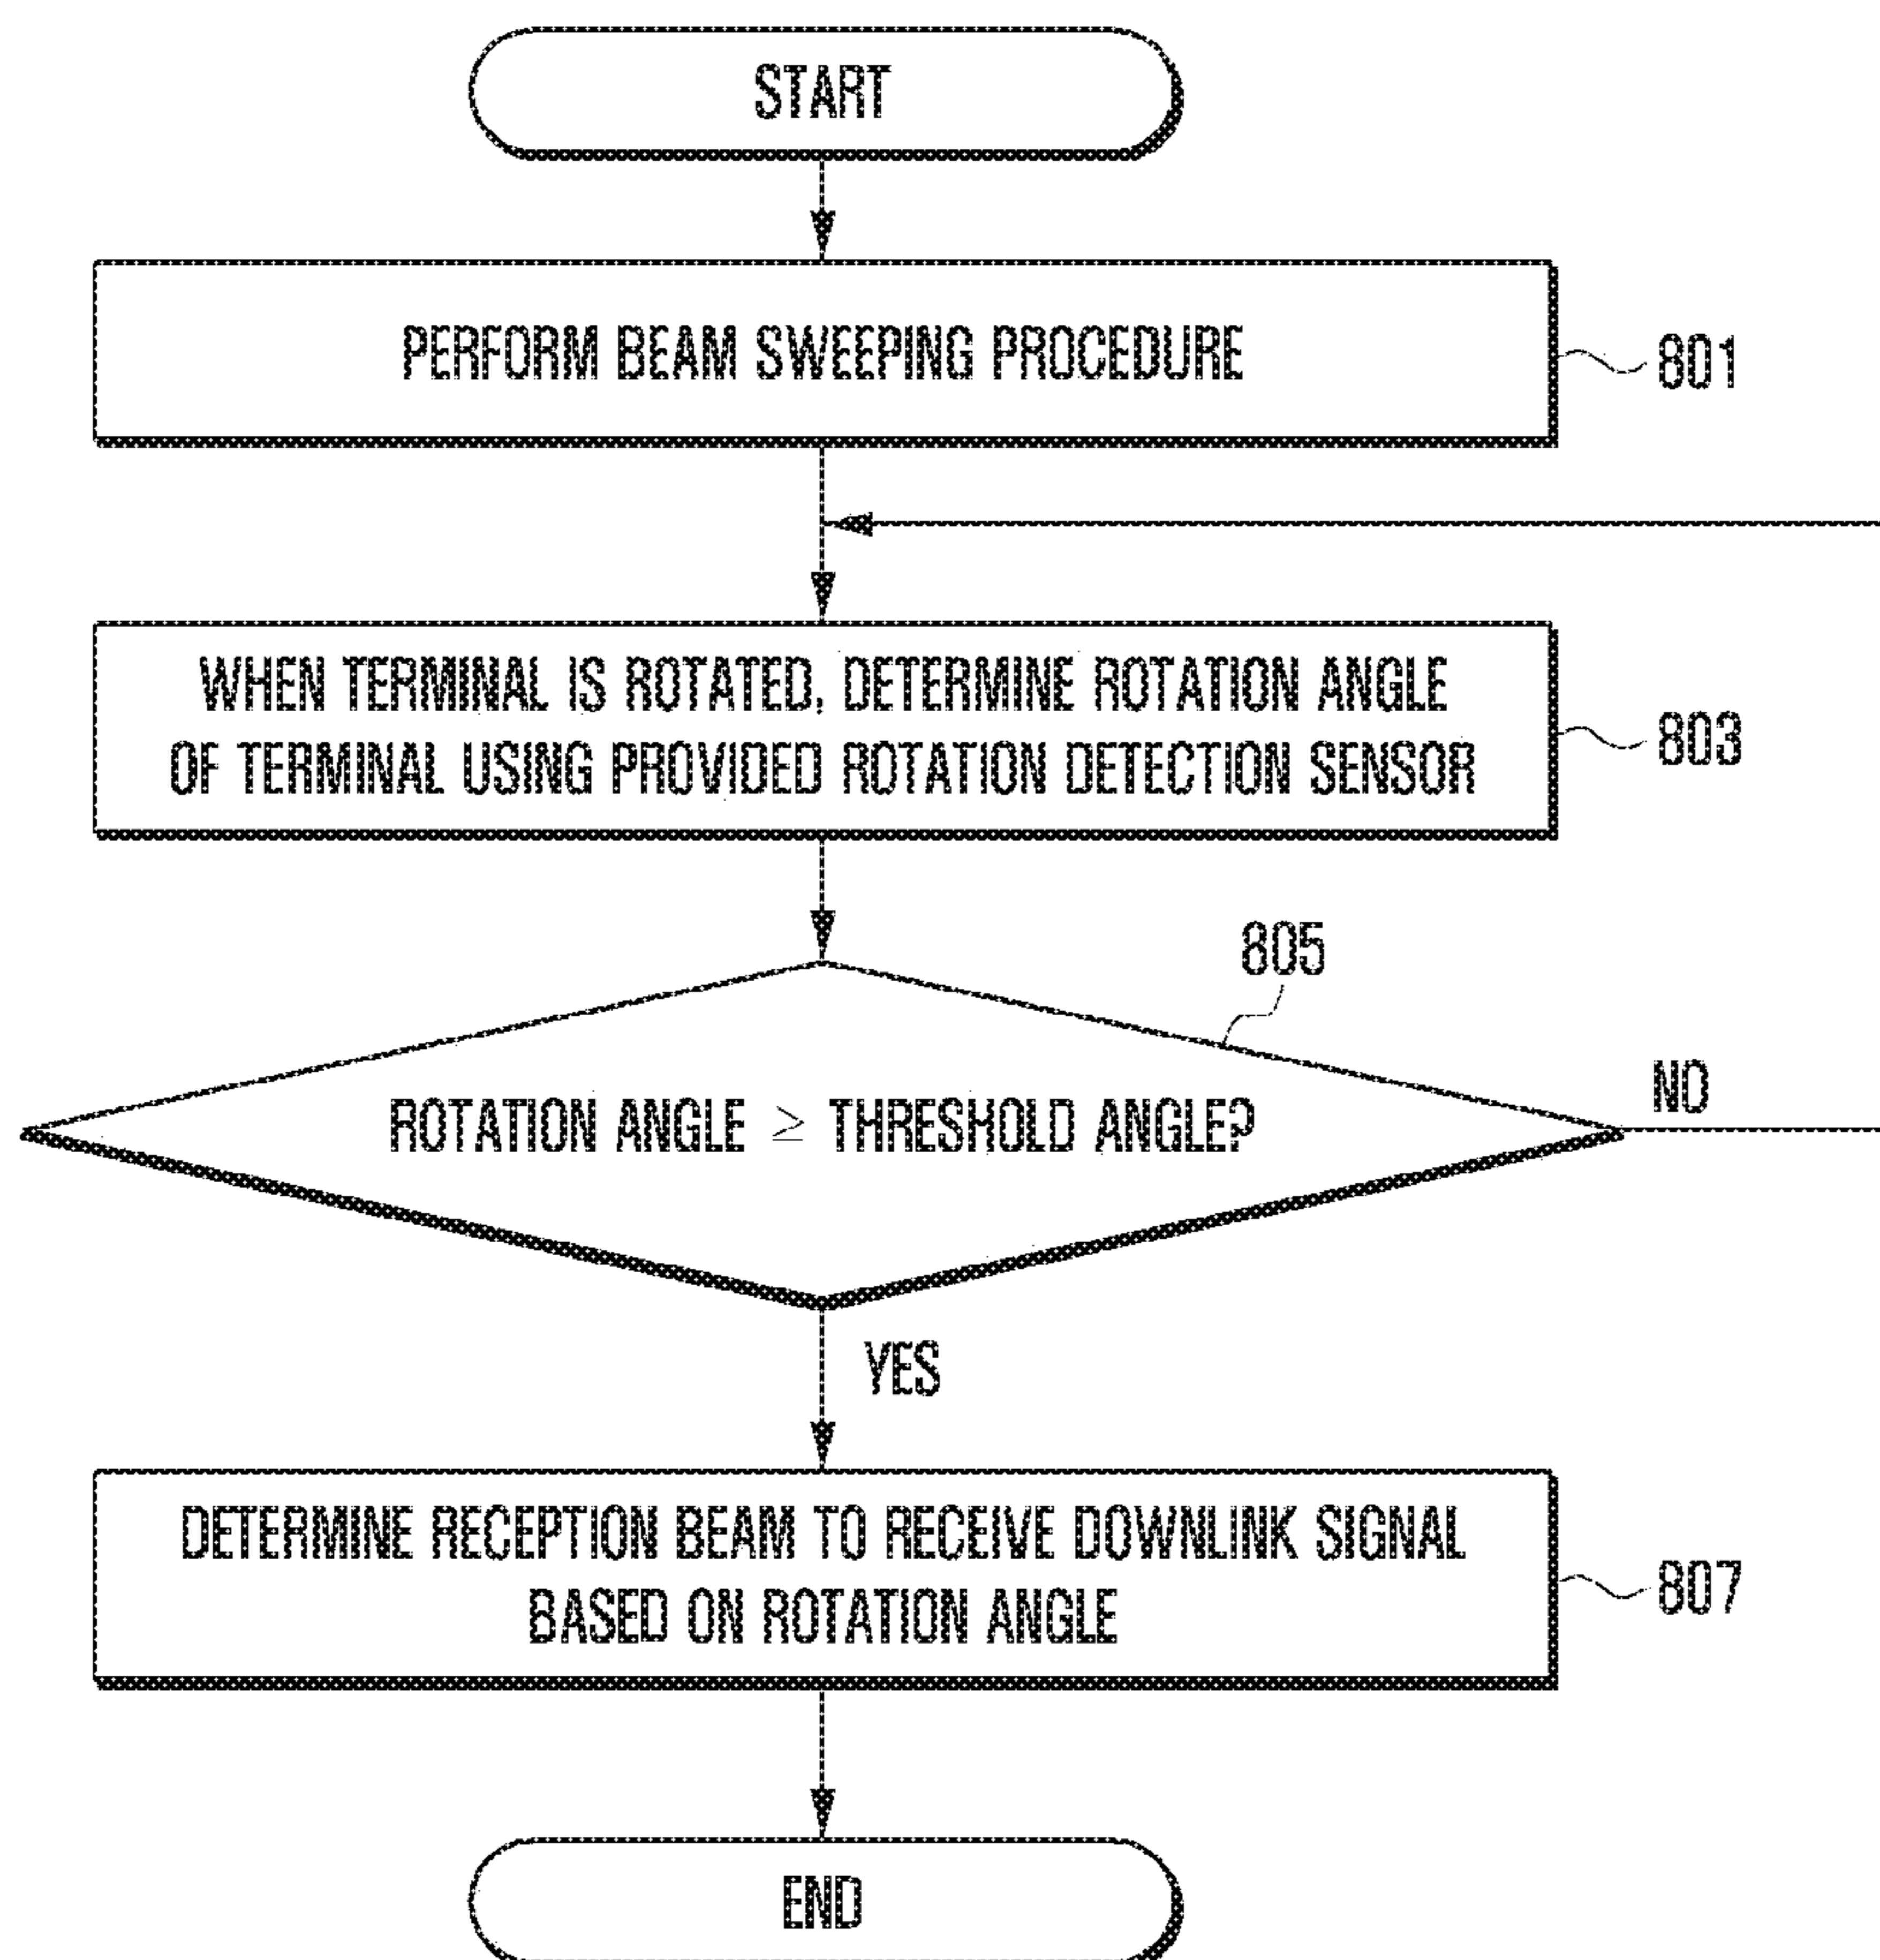 START
PERFORM BEAM SWEEPING PROCEDURE
801
WHEN TERMINAL IS ROTATED, DETERMINE ROTATION ANGLE
OF TERMINAL USING PROVIDED ROTATION DETECTION SENSOR
803
805
ROTATION ANGLE ≥ THRESHOLD ANGLE?
NO
YES
DETERMINE RECEPTION BEAM TO RECEIVE DOWNLINK SIGNAL
BASED ON ROTATION ANGLE
807
END